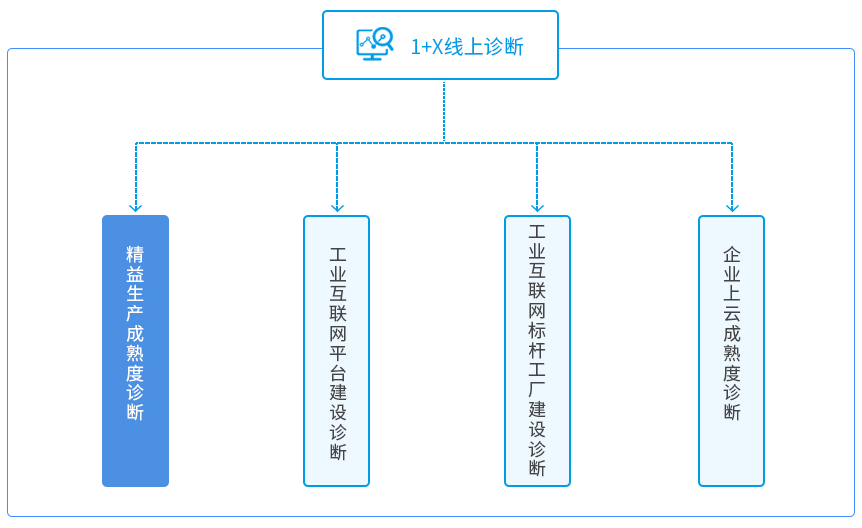 1+X线上诊断
精益生产成熟度诊断
工业互联网平台建设诊断
工业互联网标杆工厂建设诊断
企业上云成熟度诊断